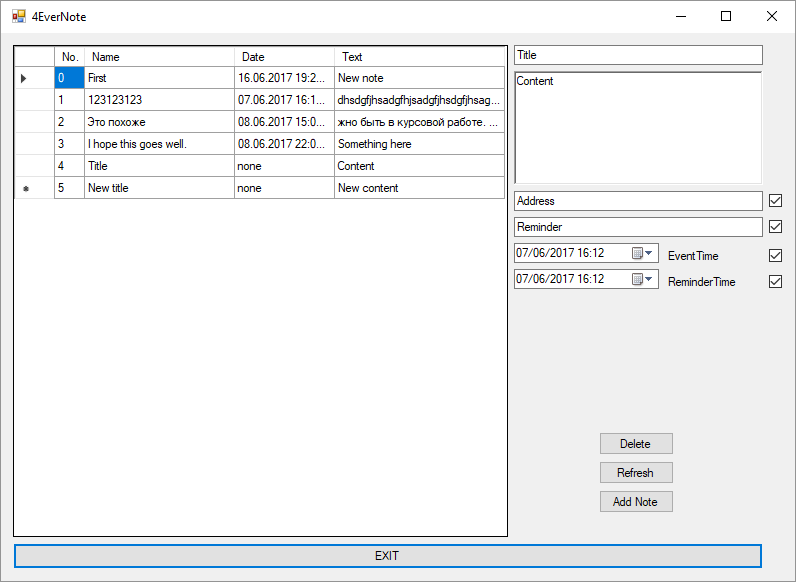 4EverNote
No. Name Date Text
0 First 16.06.2017 19:2... New note
1 123123123 07.06.2017 16:1... dhsdgfjhsadgfhjsadgfjhsdgfjhsag...
2 Это похоже 08.06.2017 15:0... жно быть в курсовой работе. ...
3 I hope this goes well. 08.06.2017 22:0... Something here
4 Title none Content
5 New title none New content
Title
Content
Address
Reminder
07/06/2017 16:12 EventTime
07/06/2017 16:12 ReminderTime
Delete
Refresh
Add Note
EXIT